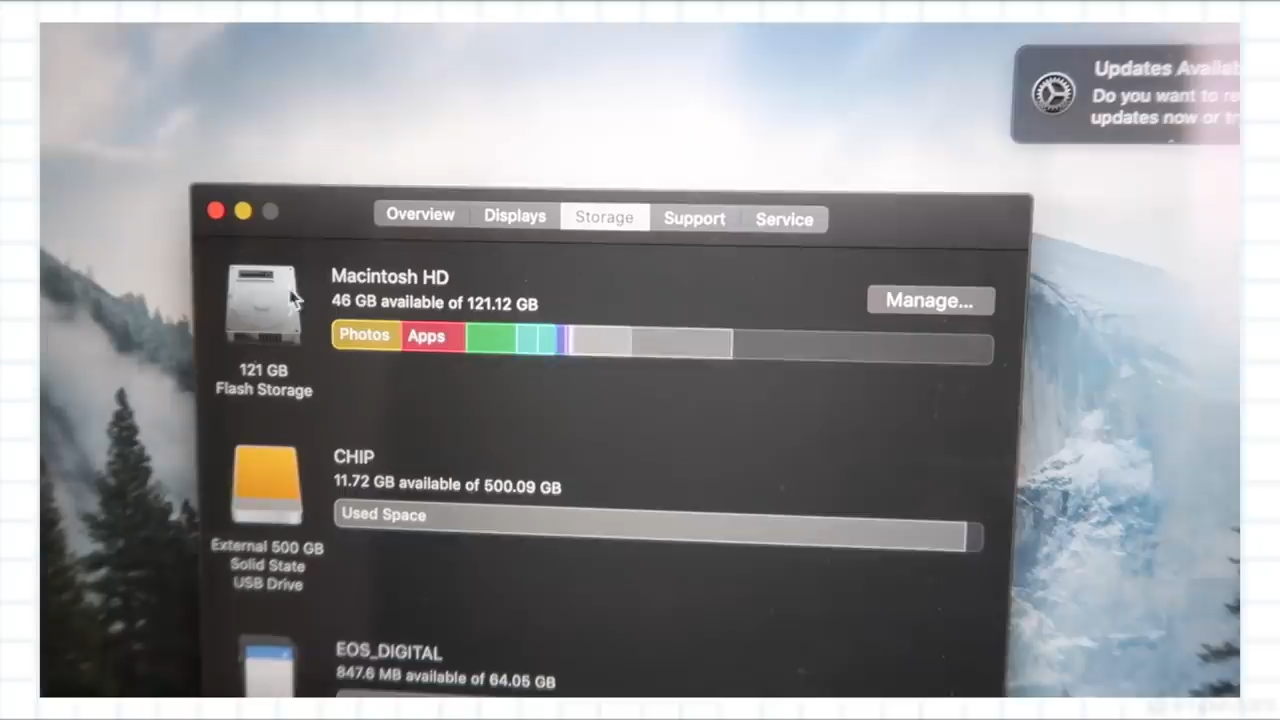 Updates
Do you want to
updates now or
Overview
Displays
Storage
Support
Service
Macintosh HD
46 GB available of 121.12 GB
Manage...
Photos
Apps
121 GB
Flash Storage
CHIP
11.72 GB available of 500.09 GB
Used Space
External 500 GB
Solid State
USB Drive
EOS_DIGITAL
847.6 MB available of 64.05 GB